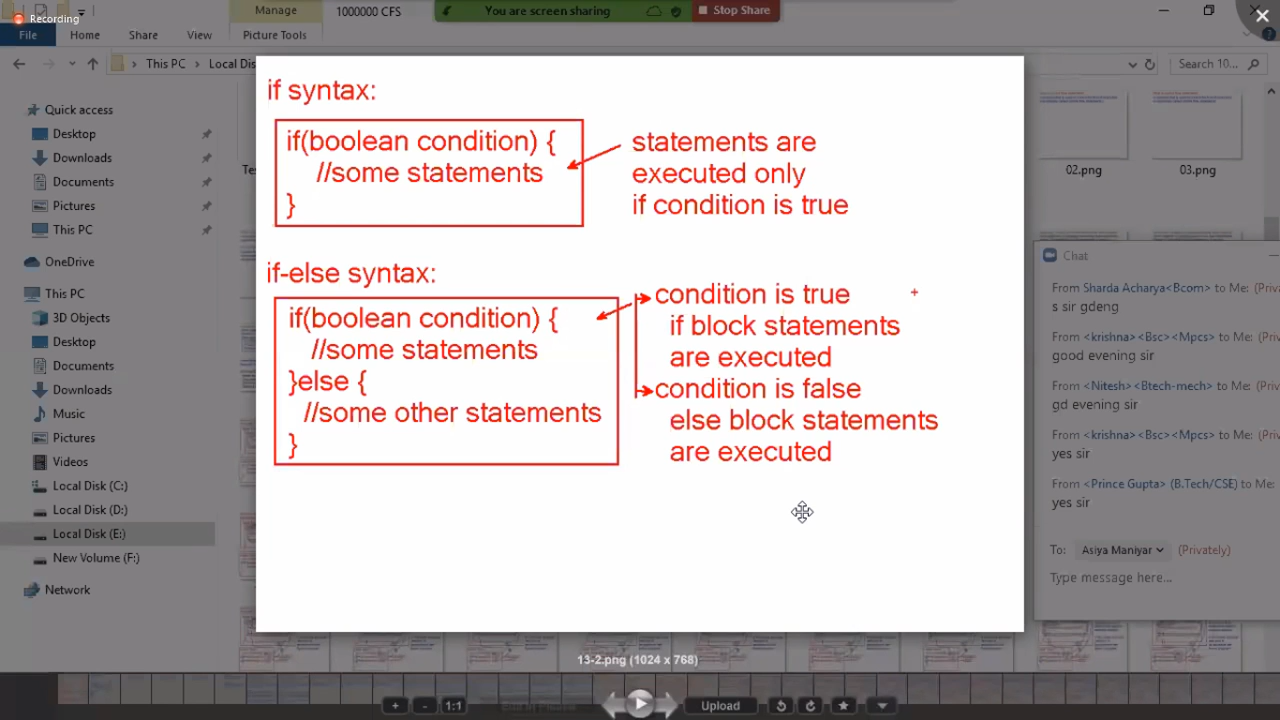 Recording
Manage
1000000 CFS
You are screen sharing
Stop Share
File
Home
Share
View
Picture Tools
This PC
Local Dis
Search 10...
Quick access
Desktop
Downloads
Documents
Pictures
This PC
OneDrive
This PC
3D Objects
Desktop
Documents
Downloads
Music
Pictures
Videos
Local Disk (C:)
Local Disk (D:)
Local Disk (E:)
New Volume (F:)
Network
if syntax:
if(boolean condition) {
//some statements
}
statements are
executed only
if condition is true
if-else syntax:
if(boolean condition) {
//some statements
}else {
//some other statements
}
condition is true
if block statements
are executed
condition is false
else block statements
are executed
02.png
03.png
Chat
From Sharda Acharya<Bcom> to Me: (Priva
s sir gdeng
From <krishna><Bsc><Mpcs> to Me: (Pri
good evening sir
From <Nitesh><Btech-mech> to Me: (Pri
gd evening sir
From <krishna><Bsc><Mpcs> to Me: (Pri
yes sir
From <Prince Gupta> (B.Tech/CSE) to Me:
yes sir
To: Asiya Maniyar (Privately)
Type message here...
13-2.png (1024 x 768)
+
-
1:1
Upload